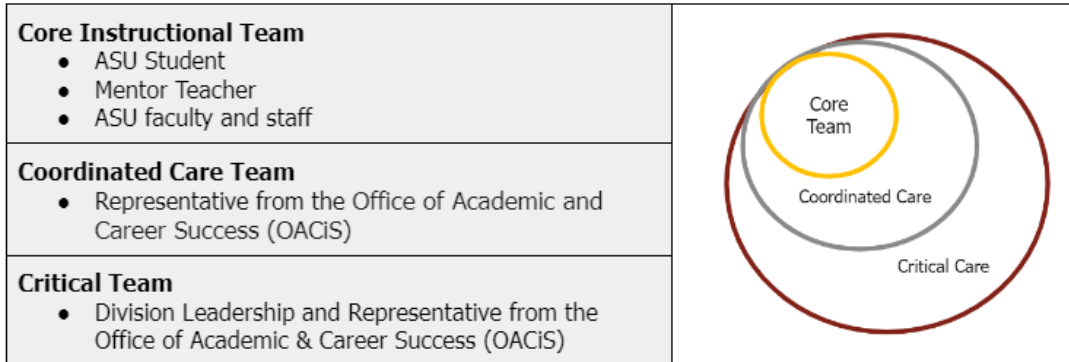 Core Instructional Team
● ASU Student
● Mentor Teacher
● ASU faculty and staff
Coordinated Care Team
● Representative from the Office of Academic and
Career Success (OACiS)
Critical Team
● Division Leadership and Representative from the
Office of Academic & Career Success (OACiS)
Core
Team
Coordinated Care
Critical Care